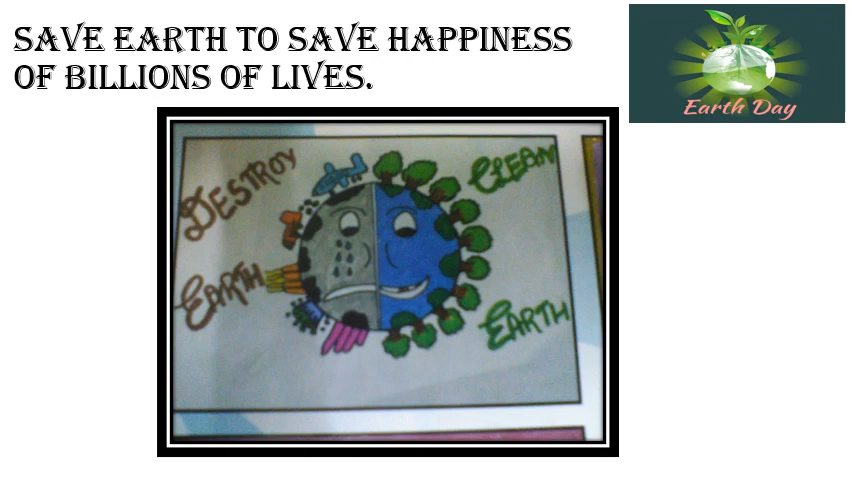 SAVE EARTH TO SAVE HAPPINESS
OF BILLIONS OF LIVES.
Earth Day
DESTROY
EARTH
CLEAN
EARTH